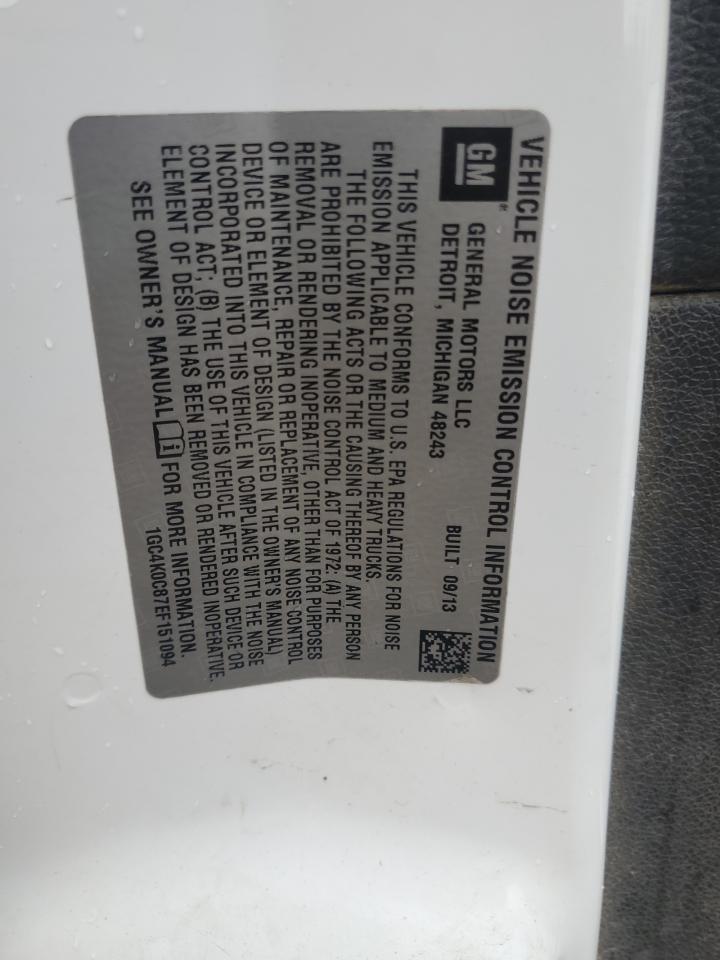 VEHICLE NOISE EMISSION CONTROL INFORMATION
GM
GENERAL MOTORS LLC
DETROIT, MICHIGAN 48243
BUILT 09/13
THIS VEHICLE CONFORMS TO U.S. EPA REGULATIONS FOR NOISE
EMISSION APPLICABLE TO MEDIUM AND HEAVY TRUCKS.
THE FOLLOWING ACTS OR THE CAUSING THEREOF BY ANY PERSON
ARE PROHIBITED BY THE NOISE CONTROL ACT OF 1972: (A) THE
REMOVAL OR RENDERING INOPERATIVE, OTHER THAN FOR PURPOSES
OF MAINTENANCE, REPAIR OR REPLACEMENT OF ANY NOISE CONTROL
DEVICE OR ELEMENT OF DESIGN (LISTED IN THE OWNER'S MANUAL)
INCORPORATED INTO THIS VEHICLE IN COMPLIANCE WITH THE NOISE
CONTROL ACT; (B) THE USE OF THIS VEHICLE AFTER SUCH DEVICE OR
ELEMENT OF DESIGN HAS BEEN REMOVED OR RENDERED INOPERATIVE.
SEE OWNER'S MANUAL i FOR MORE INFORMATION.
1GC4K0C87EF151094